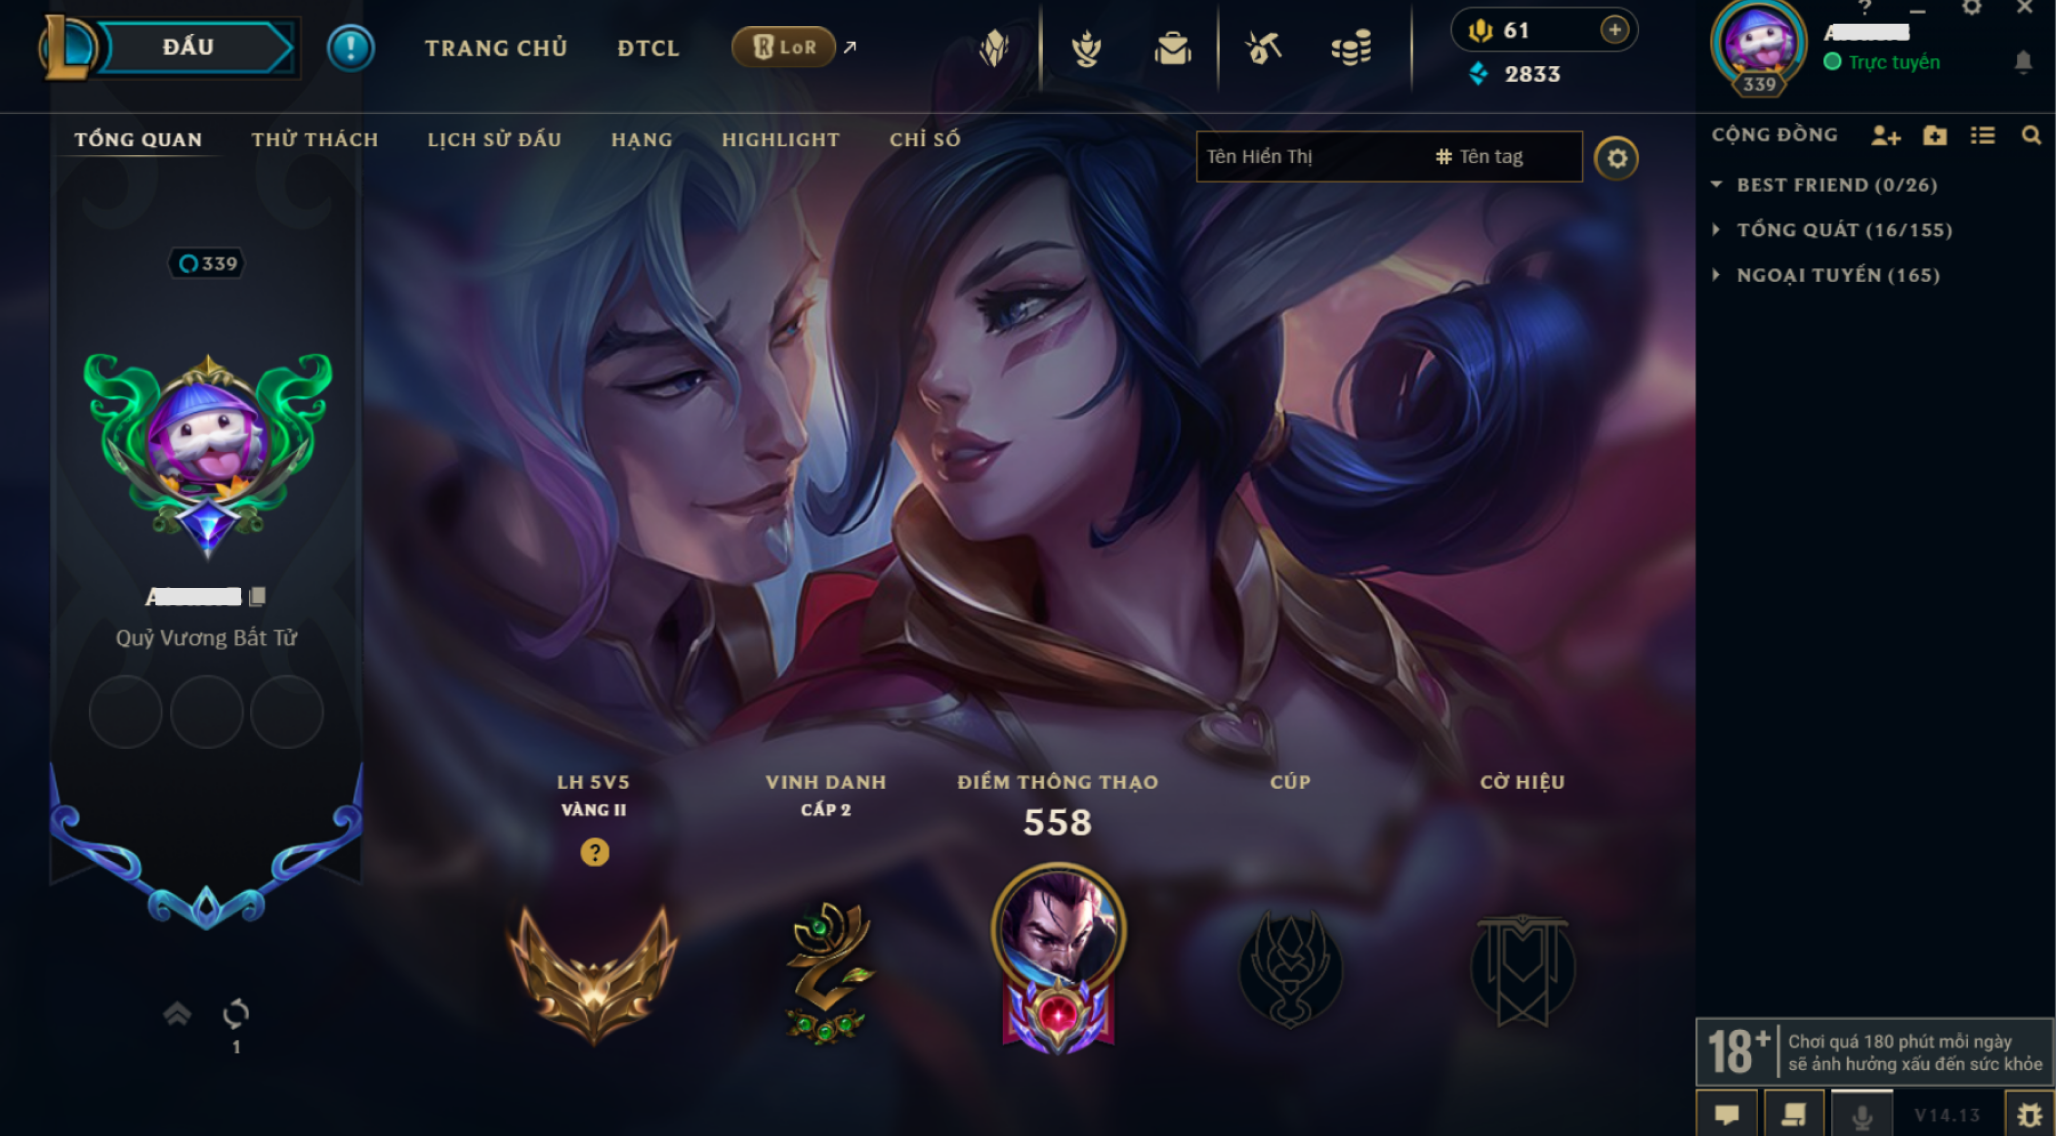 ĐẤU
TRANG CHỦ
ĐTCL
LoR
61
2833
339
Trực tuyến
TỔNG QUAN
THỬ THÁCH
LỊCH SỬ ĐẤU
HẠNG
HIGHLIGHT
CHỈ SỐ
Tên Hiển Thị
# Tên tag
CỘNG ĐỒNG
BEST FRIEND (0/26)
TỔNG QUÁT (16/155)
NGOẠI TUYẾN (165)
339
Quỷ Vương Bất Tử
LH 5V5
VÀNG II
?
VINH DANH
CẤP 2
ĐIỂM THÔNG THẠO
558
CÚP
CỜ HIỆU
1
18+
Chơi quá 180 phút mỗi ngày
sẽ ảnh hưởng xấu đến sức khỏe
V14.13